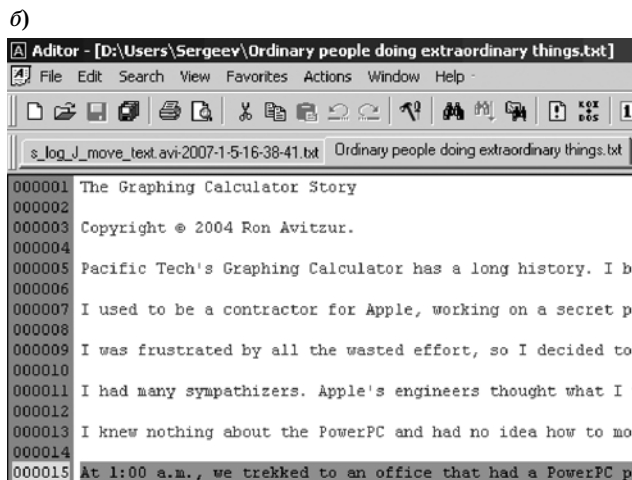 б)
Aditor - [D:\Users\Sergeev\Ordinary people doing extraordinary things.txt]
File Edit Search View Favorites Actions Window Help
s_log_J_move_text.avi-2007-1-5-16-38-41.txt Ordinary people doing extraordinary things.txt
000001 The Graphing Calculator Story
000002
000003 Copyright © 2004 Ron Avitzur.
000004
000005 Pacific Tech's Graphing Calculator has a long history. I b
000006
000007 I used to be a contractor for Apple, working on a secret p
000008
000009 I was frustrated by all the wasted effort, so I decided to
000010
000011 I had many sympathizers. Apple's engineers thought what I
000012
000013 I knew nothing about the PowerPC and had no idea how to mo
000014
000015 At 1:00 a.m., we trekked to an office that had a PowerPC p